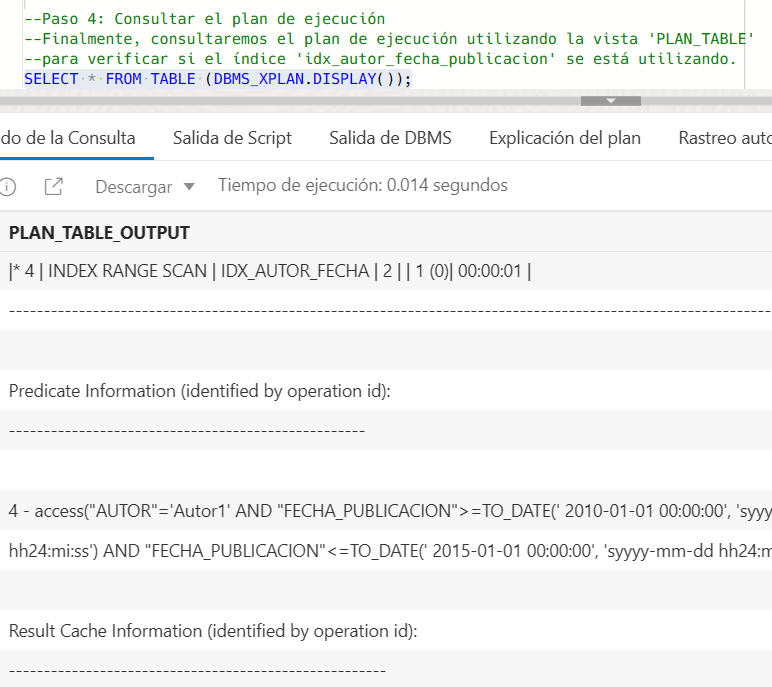 --Paso 4: Consultar el plan de ejecución
--Finalmente, consultaremos el plan de ejecución utilizando la vista 'PLAN_TABLE'
--para verificar si el índice 'idx_autor_fecha_publicacion' se está utilizando.
SELECT * FROM TABLE (DBMS_XPLAN.DISPLAY());
do de la Consulta Salida de Script Salida de DBMS Explicación del plan Rastreo auto
Descargar Tiempo de ejecución: 0.014 segundos
PLAN_TABLE_OUTPUT
|* 4 | INDEX RANGE SCAN | IDX_AUTOR_FECHA | 2 | | 1 (0)| 00:00:01 |
--------------------------------------------------------------------------------------------------------------
Predicate Information (identified by operation id):
---------------------------------------------------
4 - access("AUTOR"='Autor1' AND "FECHA_PUBLICACION">=TO_DATE(' 2010-01-01 00:00:00', 'syyy
hh24:mi:ss') AND "FECHA_PUBLICACION"<=TO_DATE(' 2015-01-01 00:00:00', 'syyyy-mm-dd hh24:m
Result Cache Information (identified by operation id):
------------------------------------------------------